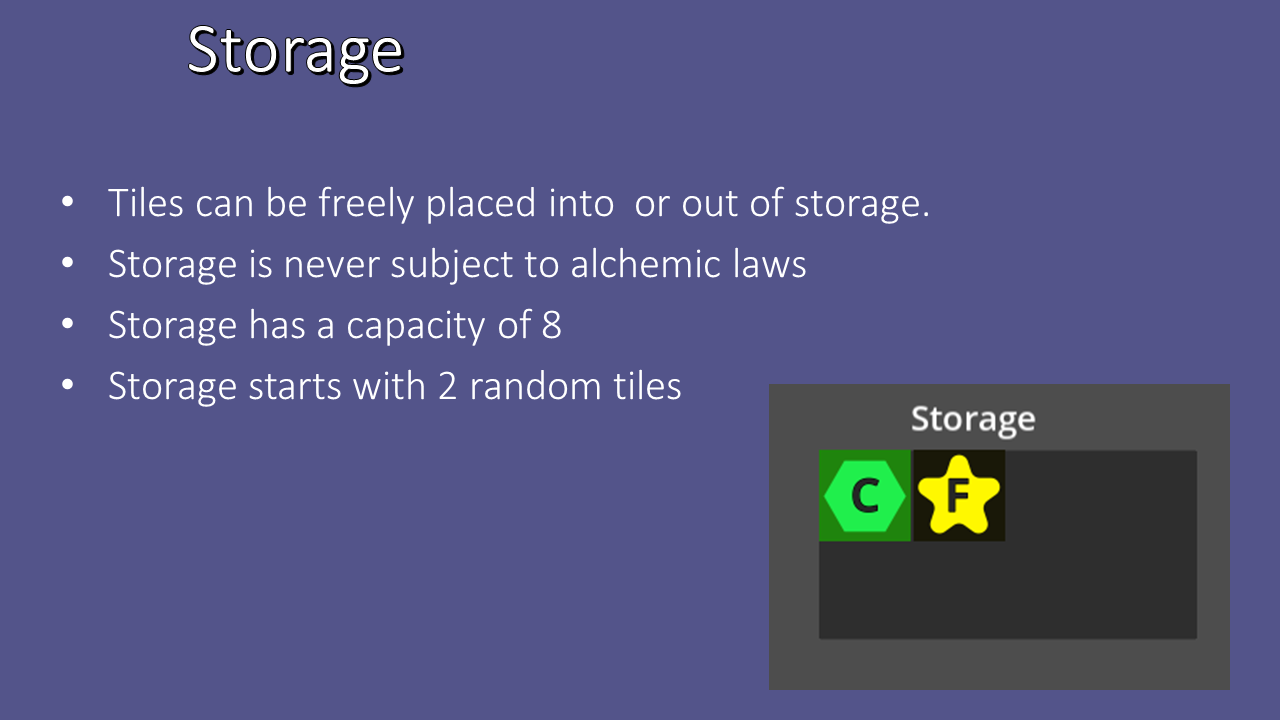 Storage
• Tiles can be freely placed into  or out of storage.
• Storage is never subject to alchemic laws
• Storage has a capacity of 8
• Storage starts with 2 random tiles
Storage
C F